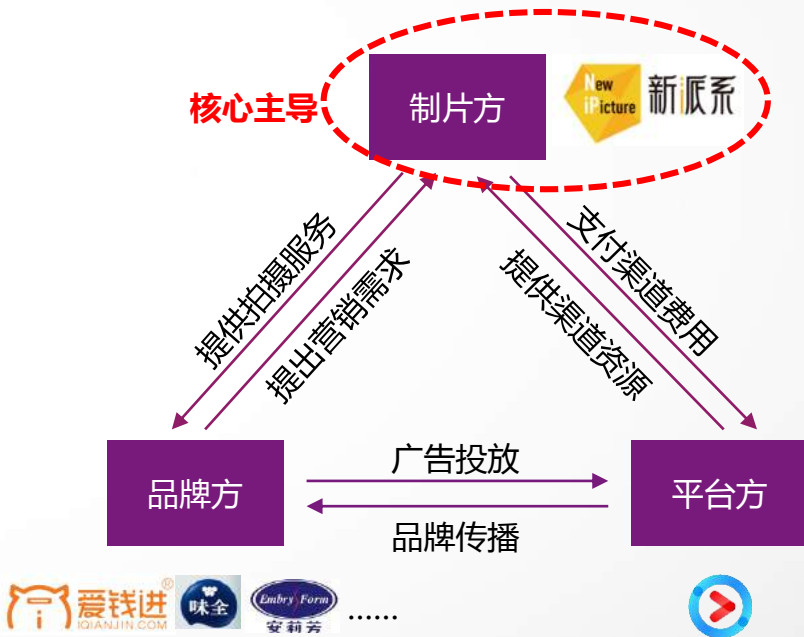 核心主导
制片方
New
iPicture
新派系
提供拍摄服务
提出营销需求
提供渠道资源
支付渠道费用
广告投放
品牌传播
品牌方
平台方
爱钱进®
IQIANJIN.COM
味全
Embry Form
安莉芳
......